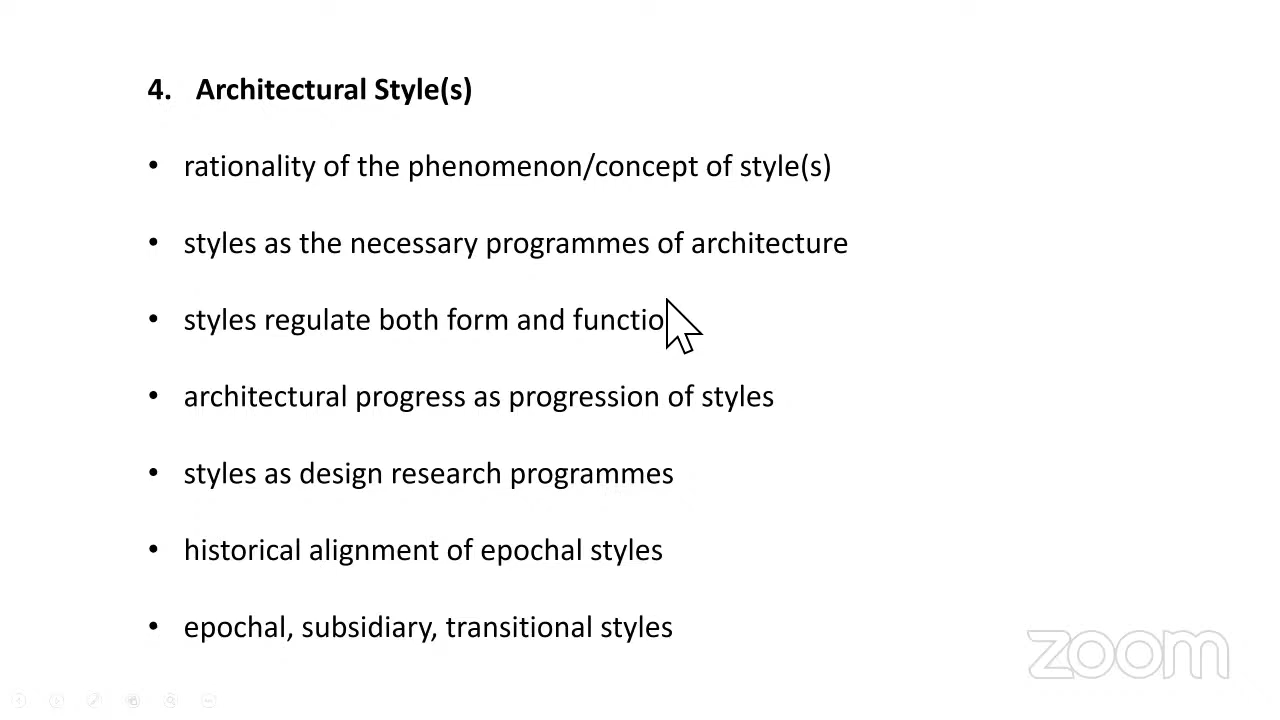 4. Architectural Style(s)
• rationality of the phenomenon/concept of style(s)
• styles as the necessary programmes of architecture
• styles regulate both form and functio
• architectural progress as progression of styles
• styles as design research programmes
• historical alignment of epochal styles
• epochal, subsidiary, transitional styles
zoom